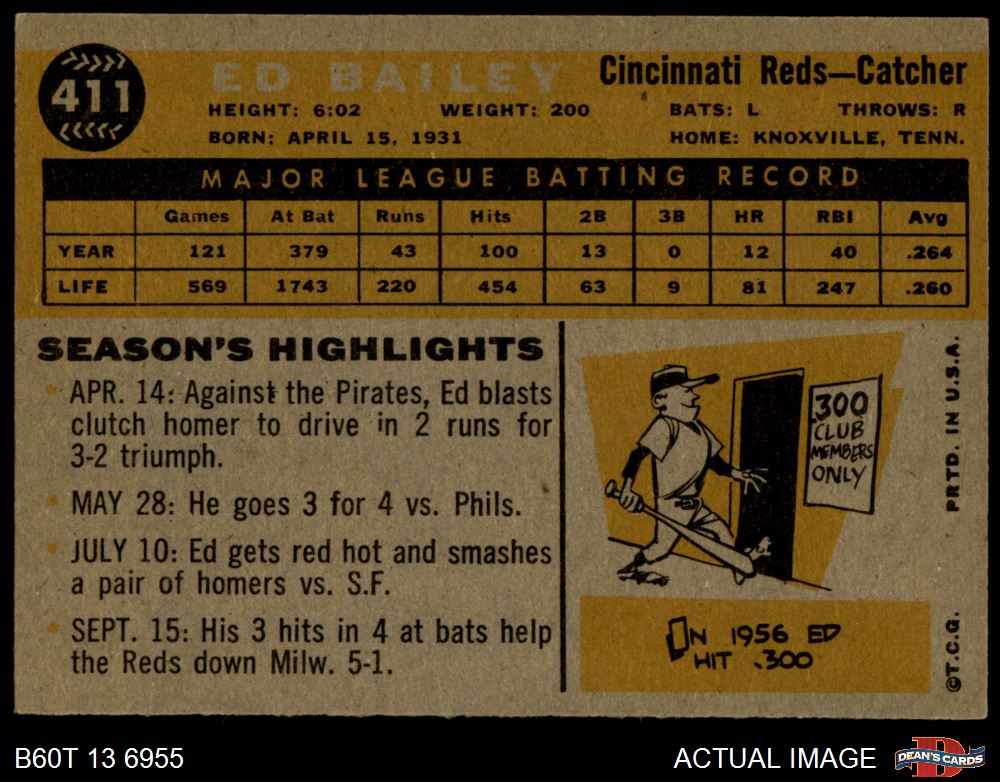 411
ED BAILEY
Cincinnati Reds—Catcher
HEIGHT: 6:02 WEIGHT: 200 BATS: L THROWS: R
BORN: APRIL 15, 1931 HOME: KNOXVILLE, TENN.
MAJOR LEAGUE BATTING RECORD
Games At Bat Runs Hits 2B 3B HR RBI Avg
YEAR 121 379 43 100 13 0 12 40 .264
LIFE 569 1743 220 454 63 9 81 247 .260
SEASON'S HIGHLIGHTS
APR. 14: Against the Pirates, Ed blasts
clutch homer to drive in 2 runs for
3-2 triumph.
MAY 28: He goes 3 for 4 vs. Phils.
JULY 10: Ed gets red hot and smashes
a pair of homers vs. S.F.
SEPT. 15: His 3 hits in 4 at bats help
the Reds down Milw. 5-1.
.300
CLUB
MEMBERS
ONLY
IN 1956 ED
HIT .300
©T.C.G. PRTD. IN U.S.A.
B60T 13 6955
ACTUAL IMAGE
D
DEAN'S CARDS